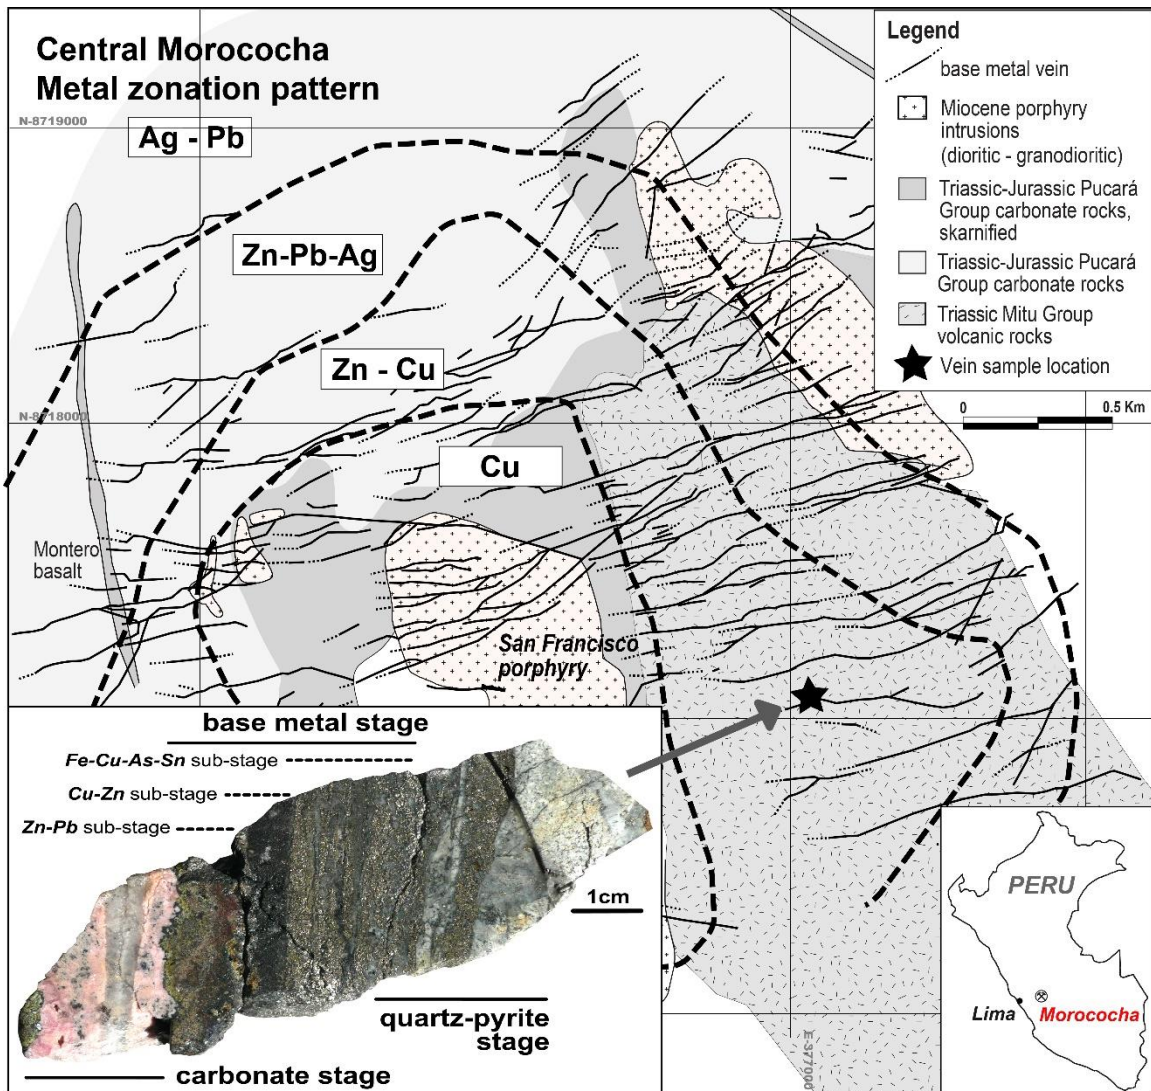 Central Morococha
Metal zonation pattern
N-8719000
Ag - Pb
Zn-Pb-Ag
Zn - Cu
N-8718000
Cu
Montero
basalt
San Francisco
porphyry
Legend
base metal vein
Miocene porphyry
intrusions
(dioritic - granodioritic)
Triassic-Jurassic Pucará
Group carbonate rocks,
skarnified
Triassic-Jurassic Pucará
Group carbonate rocks
Triassic Mitu Group
volcanic rocks
Vein sample location
0
0.5 Km
base metal stage
Fe-Cu-As-Sn sub-stage
Cu-Zn sub-stage
Zn-Pb sub-stage
1cm
quartz-pyrite
stage
carbonate stage
E-377000
PERU
Lima
Morococha